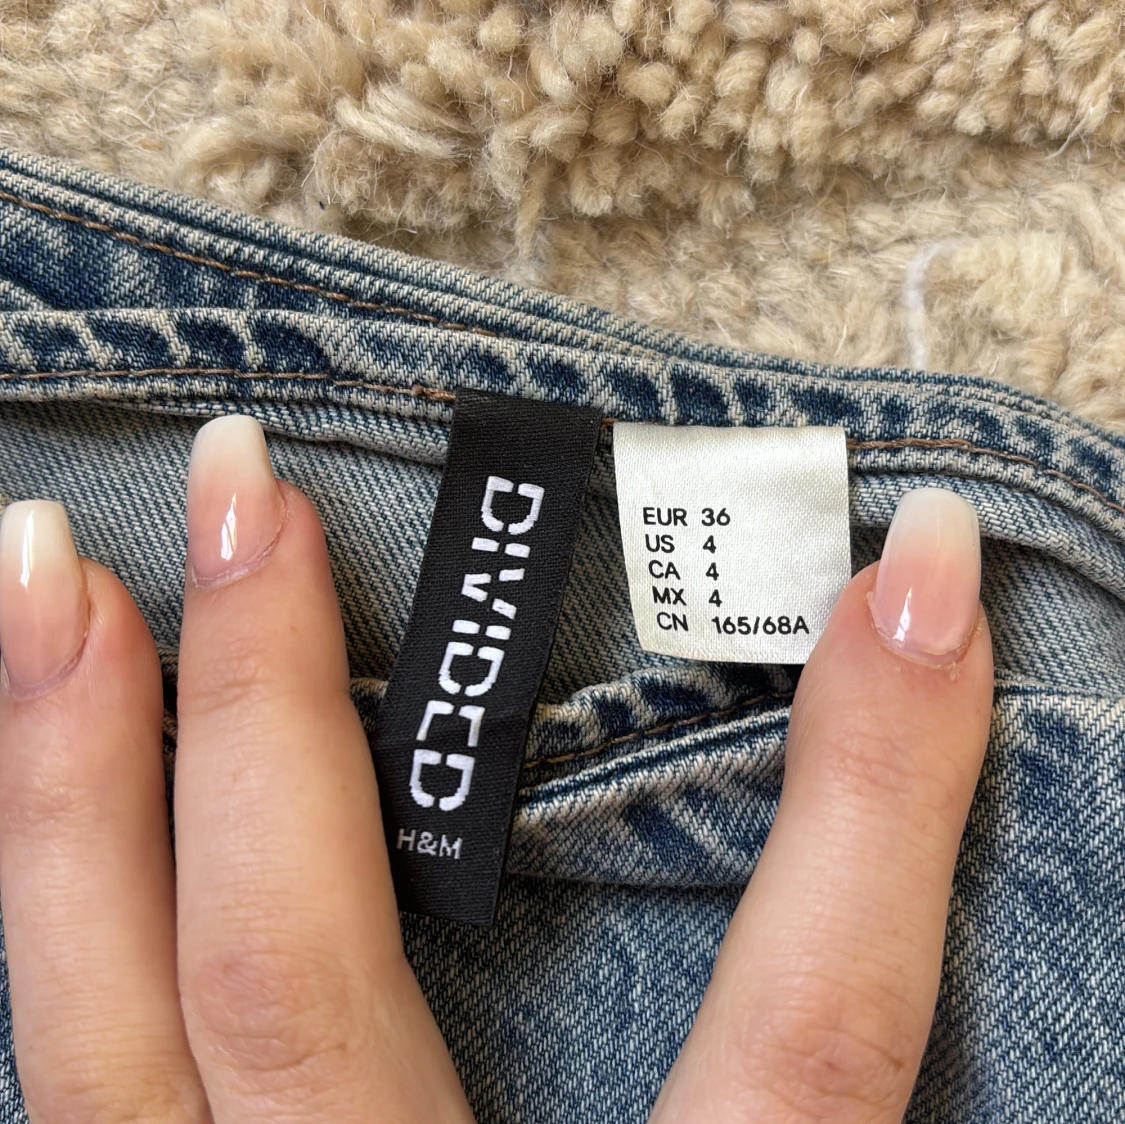 DIVIDED
H&M
EUR 36
US 4
CA 4
MX 4
CN 165/68A